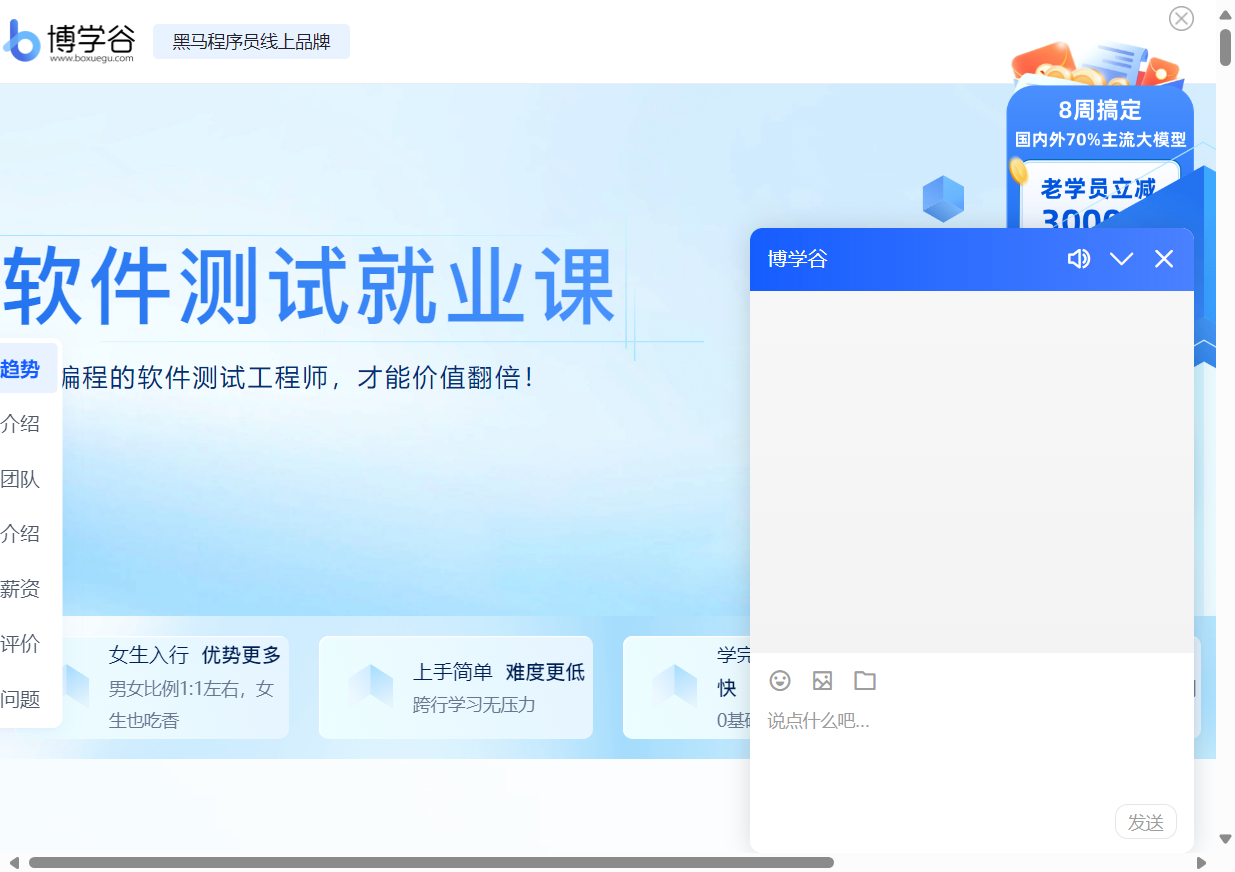 博学谷
www.boxuegu.com
黑马程序员线上品牌
8周搞定
国内外70%主流大模型
老学员立减
软件测试就业课
编程的软件测试工程师，才能价值翻倍！
趋势
介绍
团队
介绍
薪资
评价
问题
女生入行 优势更多
男女比例1:1左右，女
生也吃香
上手简单 难度更低
跨行学习无压力
学完
快
0基础
博学谷
说点什么吧...
发送